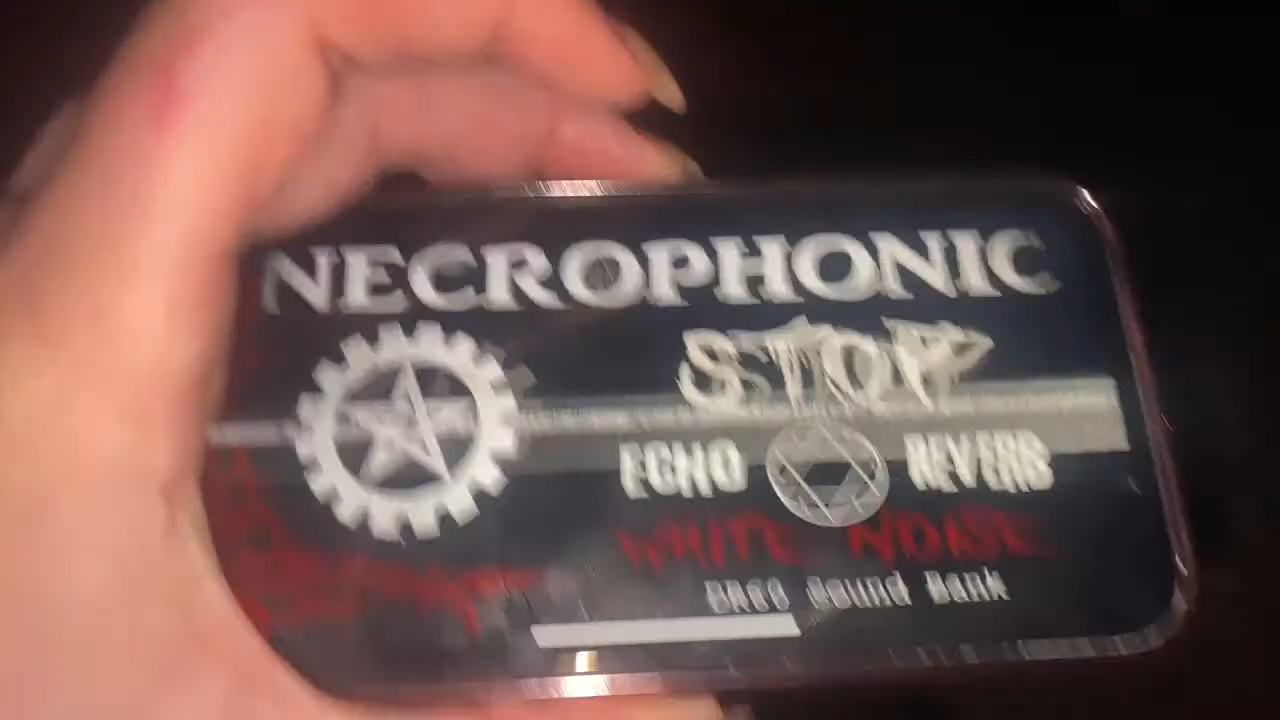 NECROPHONIC
STOP
ECHO REVERB
WHITE NOISE
Sound Bank